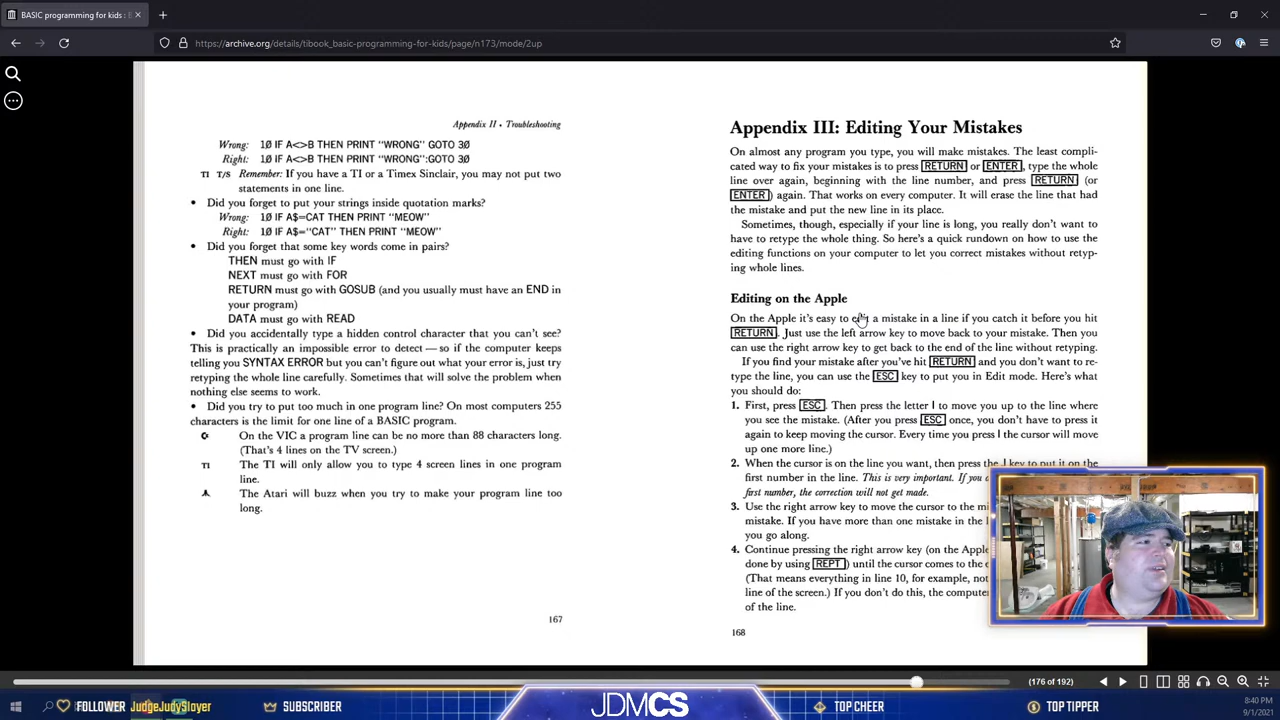 BASIC programming for kids : B
https://archive.org/details/tibook_basic-programming-for-kids/page/n173/mode/2up
Appendix II • Troubleshooting
Wrong: 10 IF A<>B THEN PRINT "WRONG" GOTO 30
Right: 10 IF A<>B THEN PRINT "WRONG":GOTO 30
TI T/S Remember: If you have a TI or a Timex Sinclair, you may not put two
statements in one line.
• Did you forget to put your strings inside quotation marks?
Wrong: 10 IF A$=CAT THEN PRINT "MEOW"
Right: 10 IF A$="CAT" THEN PRINT "MEOW"
• Did you forget that some key words come in pairs?
THEN must go with IF
NEXT must go with FOR
RETURN must go with GOSUB (and you usually must have an END in
your program)
DATA must go with READ
• Did you accidentally type a hidden control character that you can't see?
This is practically an impossible error to detect—so if the computer keeps
telling you SYNTAX ERROR but you can't figure out what your error is, just try
retyping the whole line carefully. Sometimes that will solve the problem when
nothing else seems to work.
• Did you try to put too much in one program line? On most computers 255
characters is the limit for one line of a BASIC program.
On the VIC a program line can be no more than 88 characters long.
(That's 4 lines on the TV screen.)
TI The TI will only allow you to type 4 screen lines in one program
line.
The Atari will buzz when you try to make your program line too
long.
167
Appendix III: Editing Your Mistakes
On almost any program you type, you will make mistakes. The least compli-
cated way to fix your mistakes is to press RETURN or ENTER, type the whole
line over again, beginning with the line number, and press RETURN (or
ENTER) again. That works on every computer. It will erase the line that had
the mistake and put the new line in its place.
Sometimes, though, especially if your line is long, you really don't want to
have to retype the whole thing. So here's a quick rundown on how to use the
editing functions on your computer to let you correct mistakes without retyp-
ing whole lines.
Editing on the Apple
On the Apple it's easy to edit a mistake in a line if you catch it before you hit
RETURN. Just use the left arrow key to move back to your mistake. Then you
can use the right arrow key to get back to the end of the line without retyping.
If you find your mistake after you've hit RETURN and you don't want to re-
type the line, you can use the ESC key to put you in Edit mode. Here's what
you should do:
1. First, press ESC. Then press the letter I to move you up to the line where
you see the mistake. (After you press ESC once, you don't have to press it
again to keep moving the cursor. Every time you press I the cursor will move
up one more line.)
2. When the cursor is on the line you want, then press the J key to put it on the
first number in the line. This is very important. If you
first number, the correction will not get made.
3. Use the right arrow key to move the cursor to the
mistake. If you have more than one mistake in the
you go along.
4. Continue pressing the right arrow key (on the Apple
done by using REPT) until the cursor comes to the
(That means everything in line 10, for example, not
line of the screen.) If you don't do this, the computer
of the line.
168
(176 of 192)
FOLLOWER JudgeJudySlayer
SUBSCRIBER
JDMCS
TOP CHEER
TOP TIPPER
8:40 PM
9/1/2021